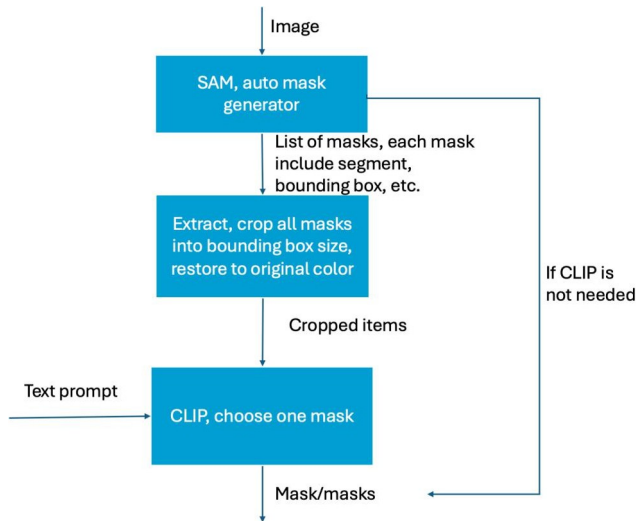 Image
SAM, auto mask
generator
List of masks, each mask
include segment,
bounding box, etc.
Extract, crop all masks
into bounding box size,
restore to original color
If CLIP is
not needed
Cropped items
Text prompt
CLIP, choose one mask
Mask/masks